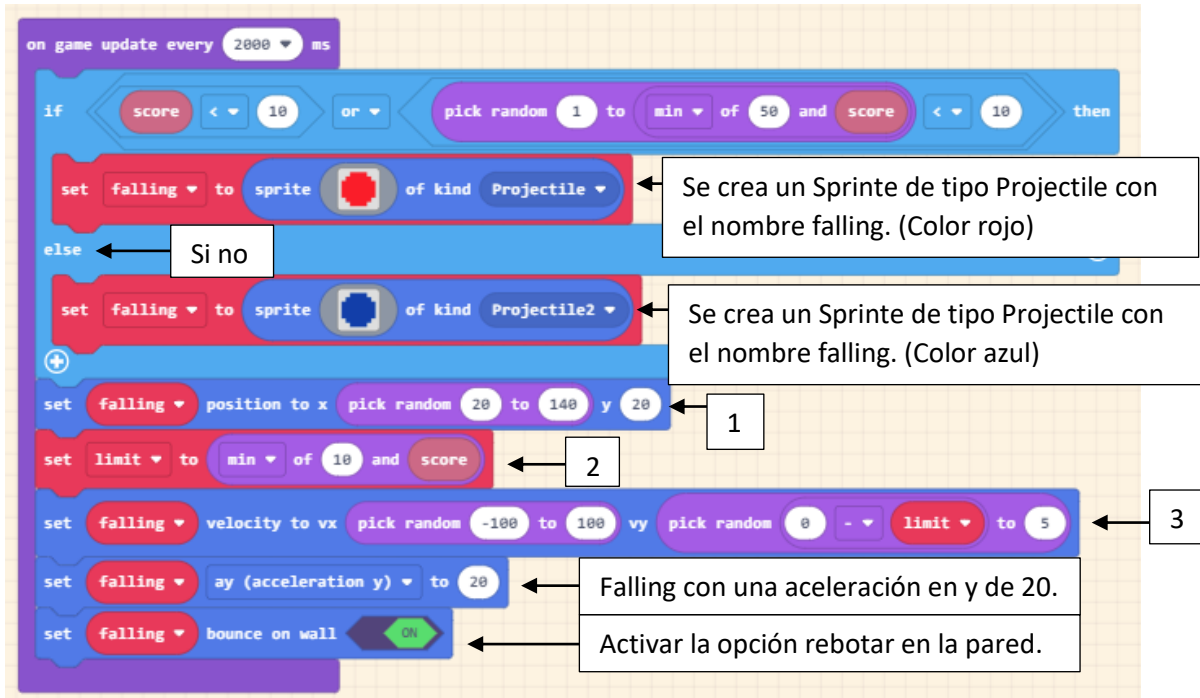 on game update every 2000 ms
if score < 10 or pick random 1 to min of 50 and score < 10 then
set falling to sprite of kind Projectile
Se crea un Sprinte de tipo Projectile con
el nombre falling. (Color rojo)
else
Si no
set falling to sprite of kind Projectile2
Se crea un Sprinte de tipo Projectile con
el nombre falling. (Color azul)
set falling position to x pick random 20 to 140 y 20
1
set limit to min of 10 and score
2
set falling velocity to vx pick random -100 to 100 vy pick random 0 - limit to 5
3
set falling ay (acceleration y) to 20
Falling con una aceleración en y de 20.
set falling bounce on wall ON
Activar la opción rebotar en la pared.